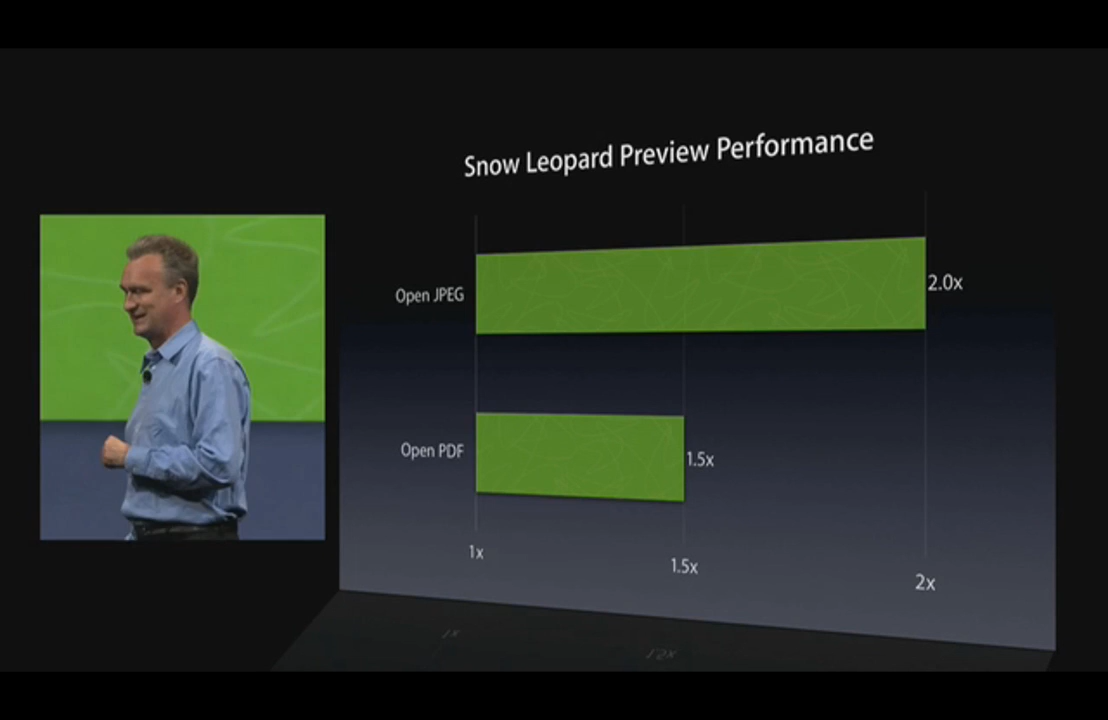 Snow Leopard Preview Performance
Open JPEG
2.0x
Open PDF
1.5x
1x
1.5x
2x